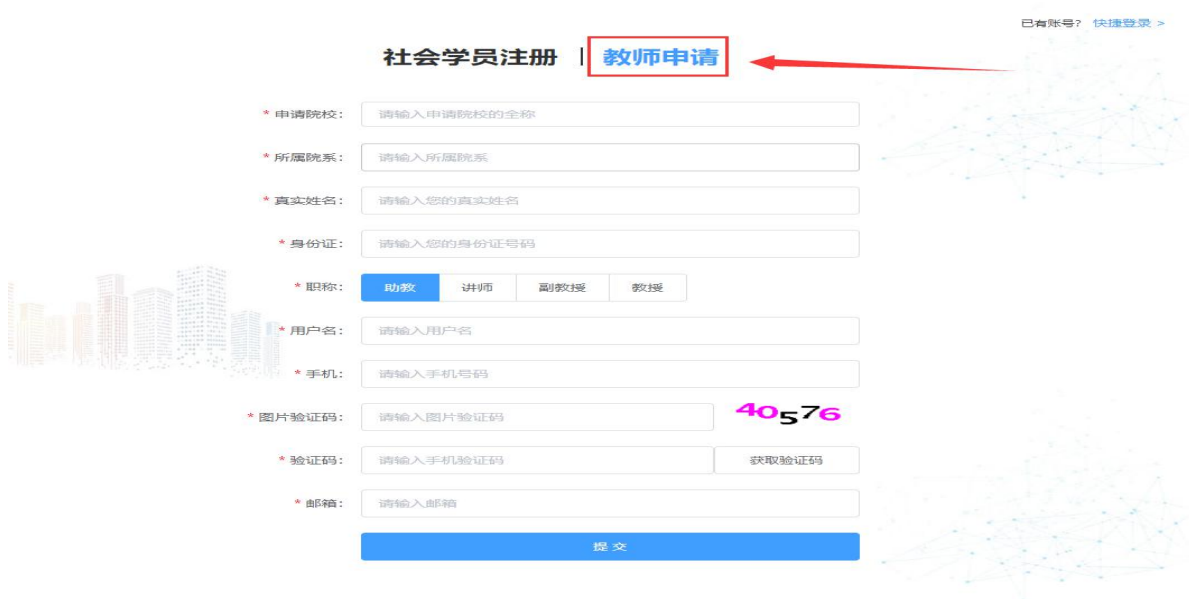 已有账号? 快捷登录 >
社会学员注册 | 教师申请
* 申请院校: 请输入申请院校的全称
* 所属院系: 请输入所属院系
* 真实姓名: 请输入您的真实姓名
* 身份证: 请输入您的身份证号码
* 职称: 助教 讲师 副教授 教授
* 用户名: 请输入用户名
* 手机: 请输入手机号码
* 图片验证码: 请输入图片验证码 40576
* 验证码: 请输入手机验证码 获取验证码
* 邮箱: 请输入邮箱
提 交